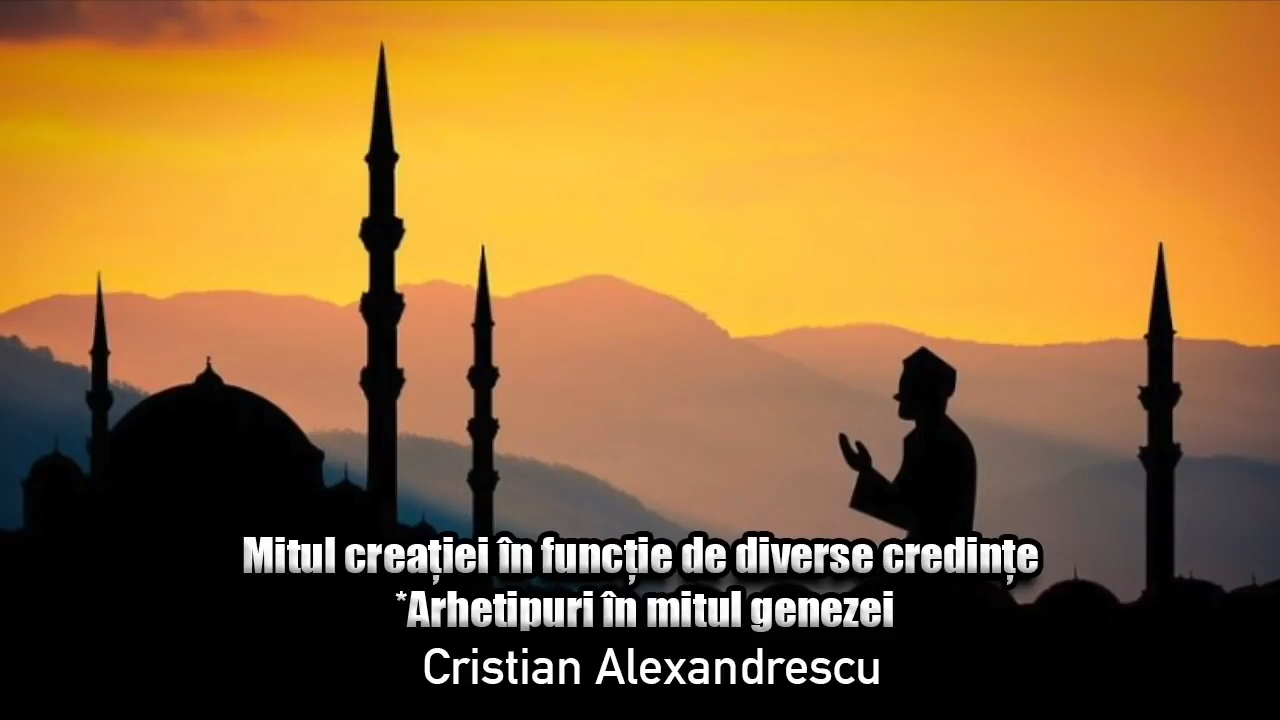 Mitul creației în funcție de diverse credințe
*Arhetipuri în mitul genezei
Cristian Alexandrescu